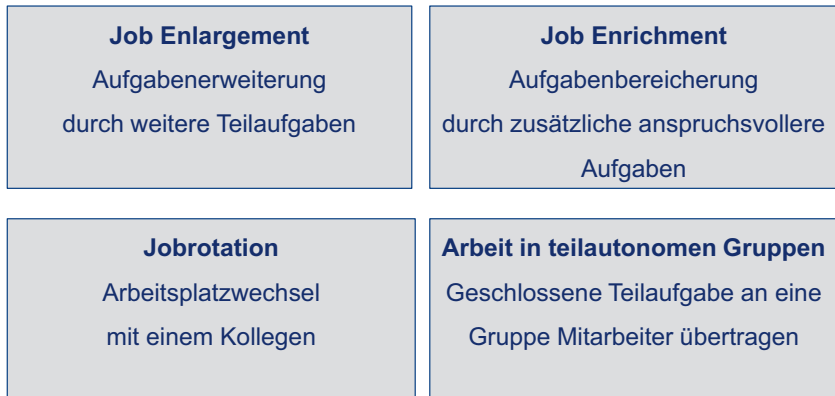 Job Enlargement
Aufgabenerweiterung
durch weitere Teilaufgaben
Job Enrichment
Aufgabenbereicherung
durch zusätzliche anspruchsvollere
Aufgaben
Jobrotation
Arbeitsplatzwechsel
mit einem Kollegen
Arbeit in teilautonomen Gruppen
Geschlossene Teilaufgabe an eine
Gruppe Mitarbeiter übertragen